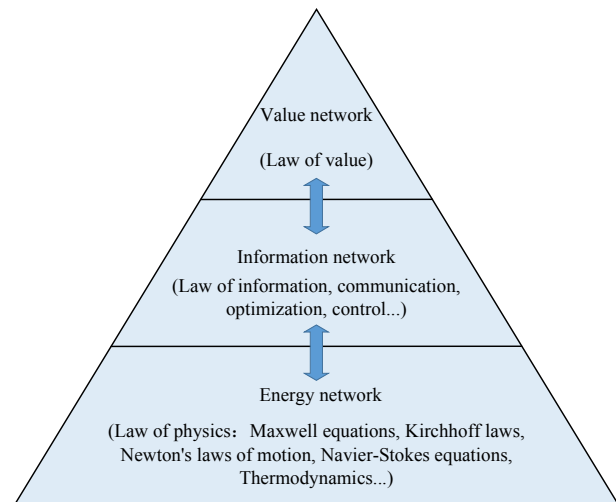 Value network
(Law of value)
Information network
(Law of information, communication,
optimization, control...)
Energy network
(Law of physics：Maxwell equations, Kirchhoff laws,
Newton's laws of motion, Navier-Stokes equations,
Thermodynamics...)